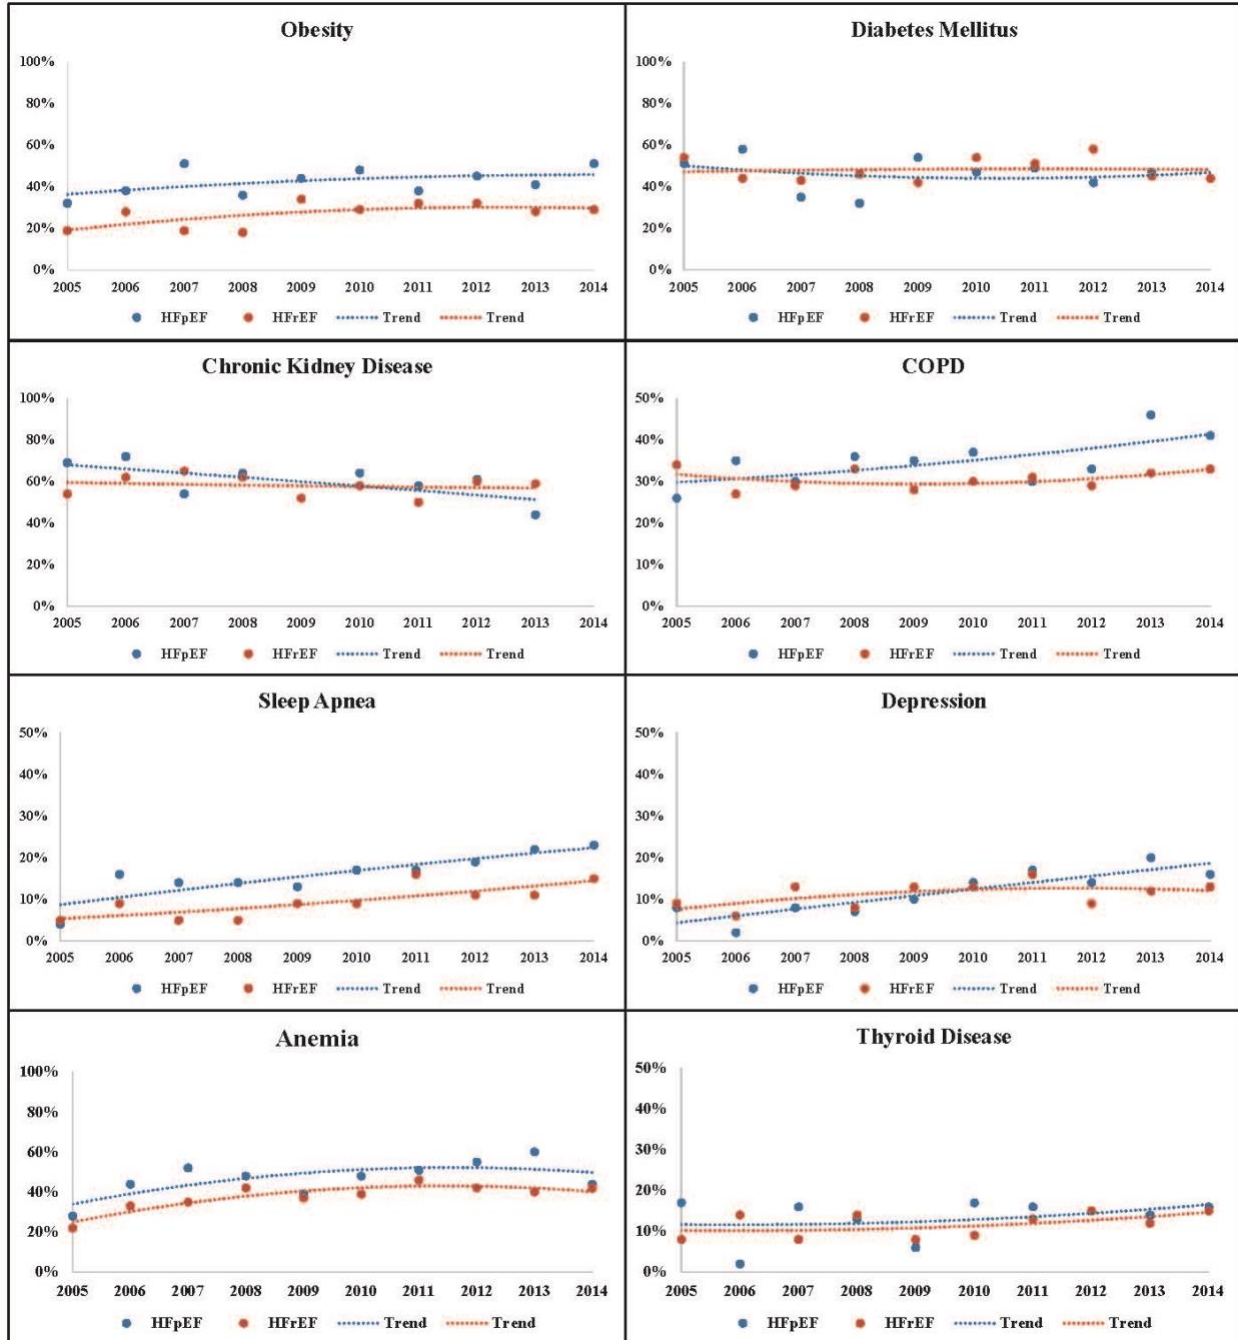 Obesity
100%
80%
60%
40%
20%
0%
2005 2006 2007 2008 2009 2010 2011 2012 2013 2014
HFpEF HFrEF Trend Trend
Diabetes Mellitus
100%
80%
60%
40%
20%
0%
2005 2006 2007 2008 2009 2010 2011 2012 2013 2014
HFpEF HFrEF Trend Trend
Chronic Kidney Disease
100%
80%
60%
40%
20%
0%
2005 2006 2007 2008 2009 2010 2011 2012 2013 2014
HFpEF HFrEF Trend Trend
COPD
50%
40%
30%
20%
10%
0%
2005 2006 2007 2008 2009 2010 2011 2012 2013 2014
HFpEF HFrEF Trend Trend
Sleep Apnea
50%
40%
30%
20%
10%
0%
2005 2006 2007 2008 2009 2010 2011 2012 2013 2014
HFpEF HFrEF Trend Trend
Depression
50%
40%
30%
20%
10%
0%
2005 2006 2007 2008 2009 2010 2011 2012 2013 2014
HFpEF HFrEF Trend Trend
Anemia
100%
80%
60%
40%
20%
0%
2005 2006 2007 2008 2009 2010 2011 2012 2013 2014
HFpEF HFrEF Trend Trend
Thyroid Disease
50%
40%
30%
20%
10%
0%
2005 2006 2007 2008 2009 2010 2011 2012 2013 2014
HFpEF HFrEF Trend Trend